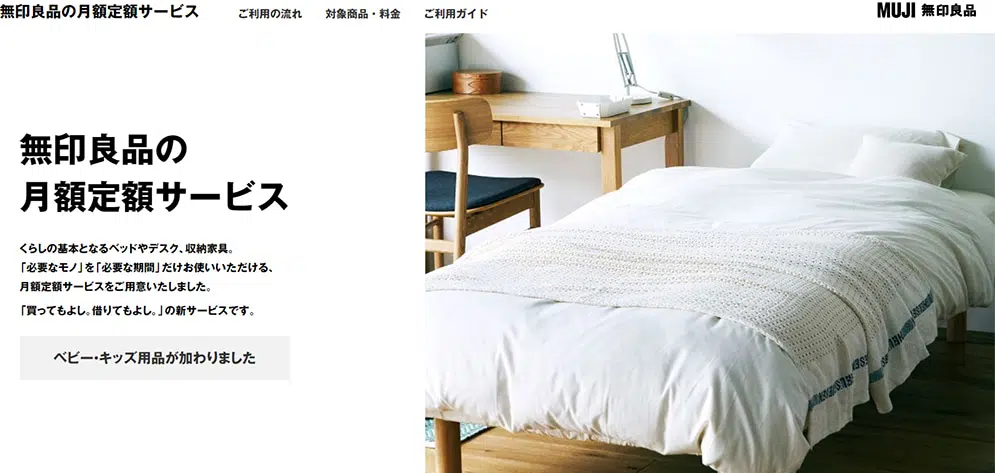 無印良品の月額定額サービス ご利用の流れ 対象商品・料金 ご利用ガイド MUJI 無印良品
無印良品の
月額定額サービス
くらしの基本となるベッドやデスク、収納家具。
「必要なモノ」を「必要な期間」だけお使いいただける、
月額定額サービスをご用意いたしました。
「買ってもよし。借りてもよし。」の新サービスです。
ベビー・キッズ用品が加わりました